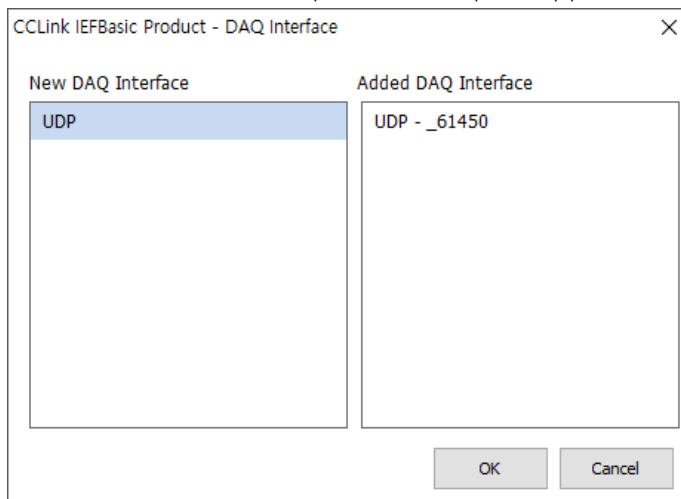 CCLink IEFBasic Product - DAQ Interface
New DAQ Interface
Added DAQ Interface
UDP
UDP - _61450
OK
Cancel